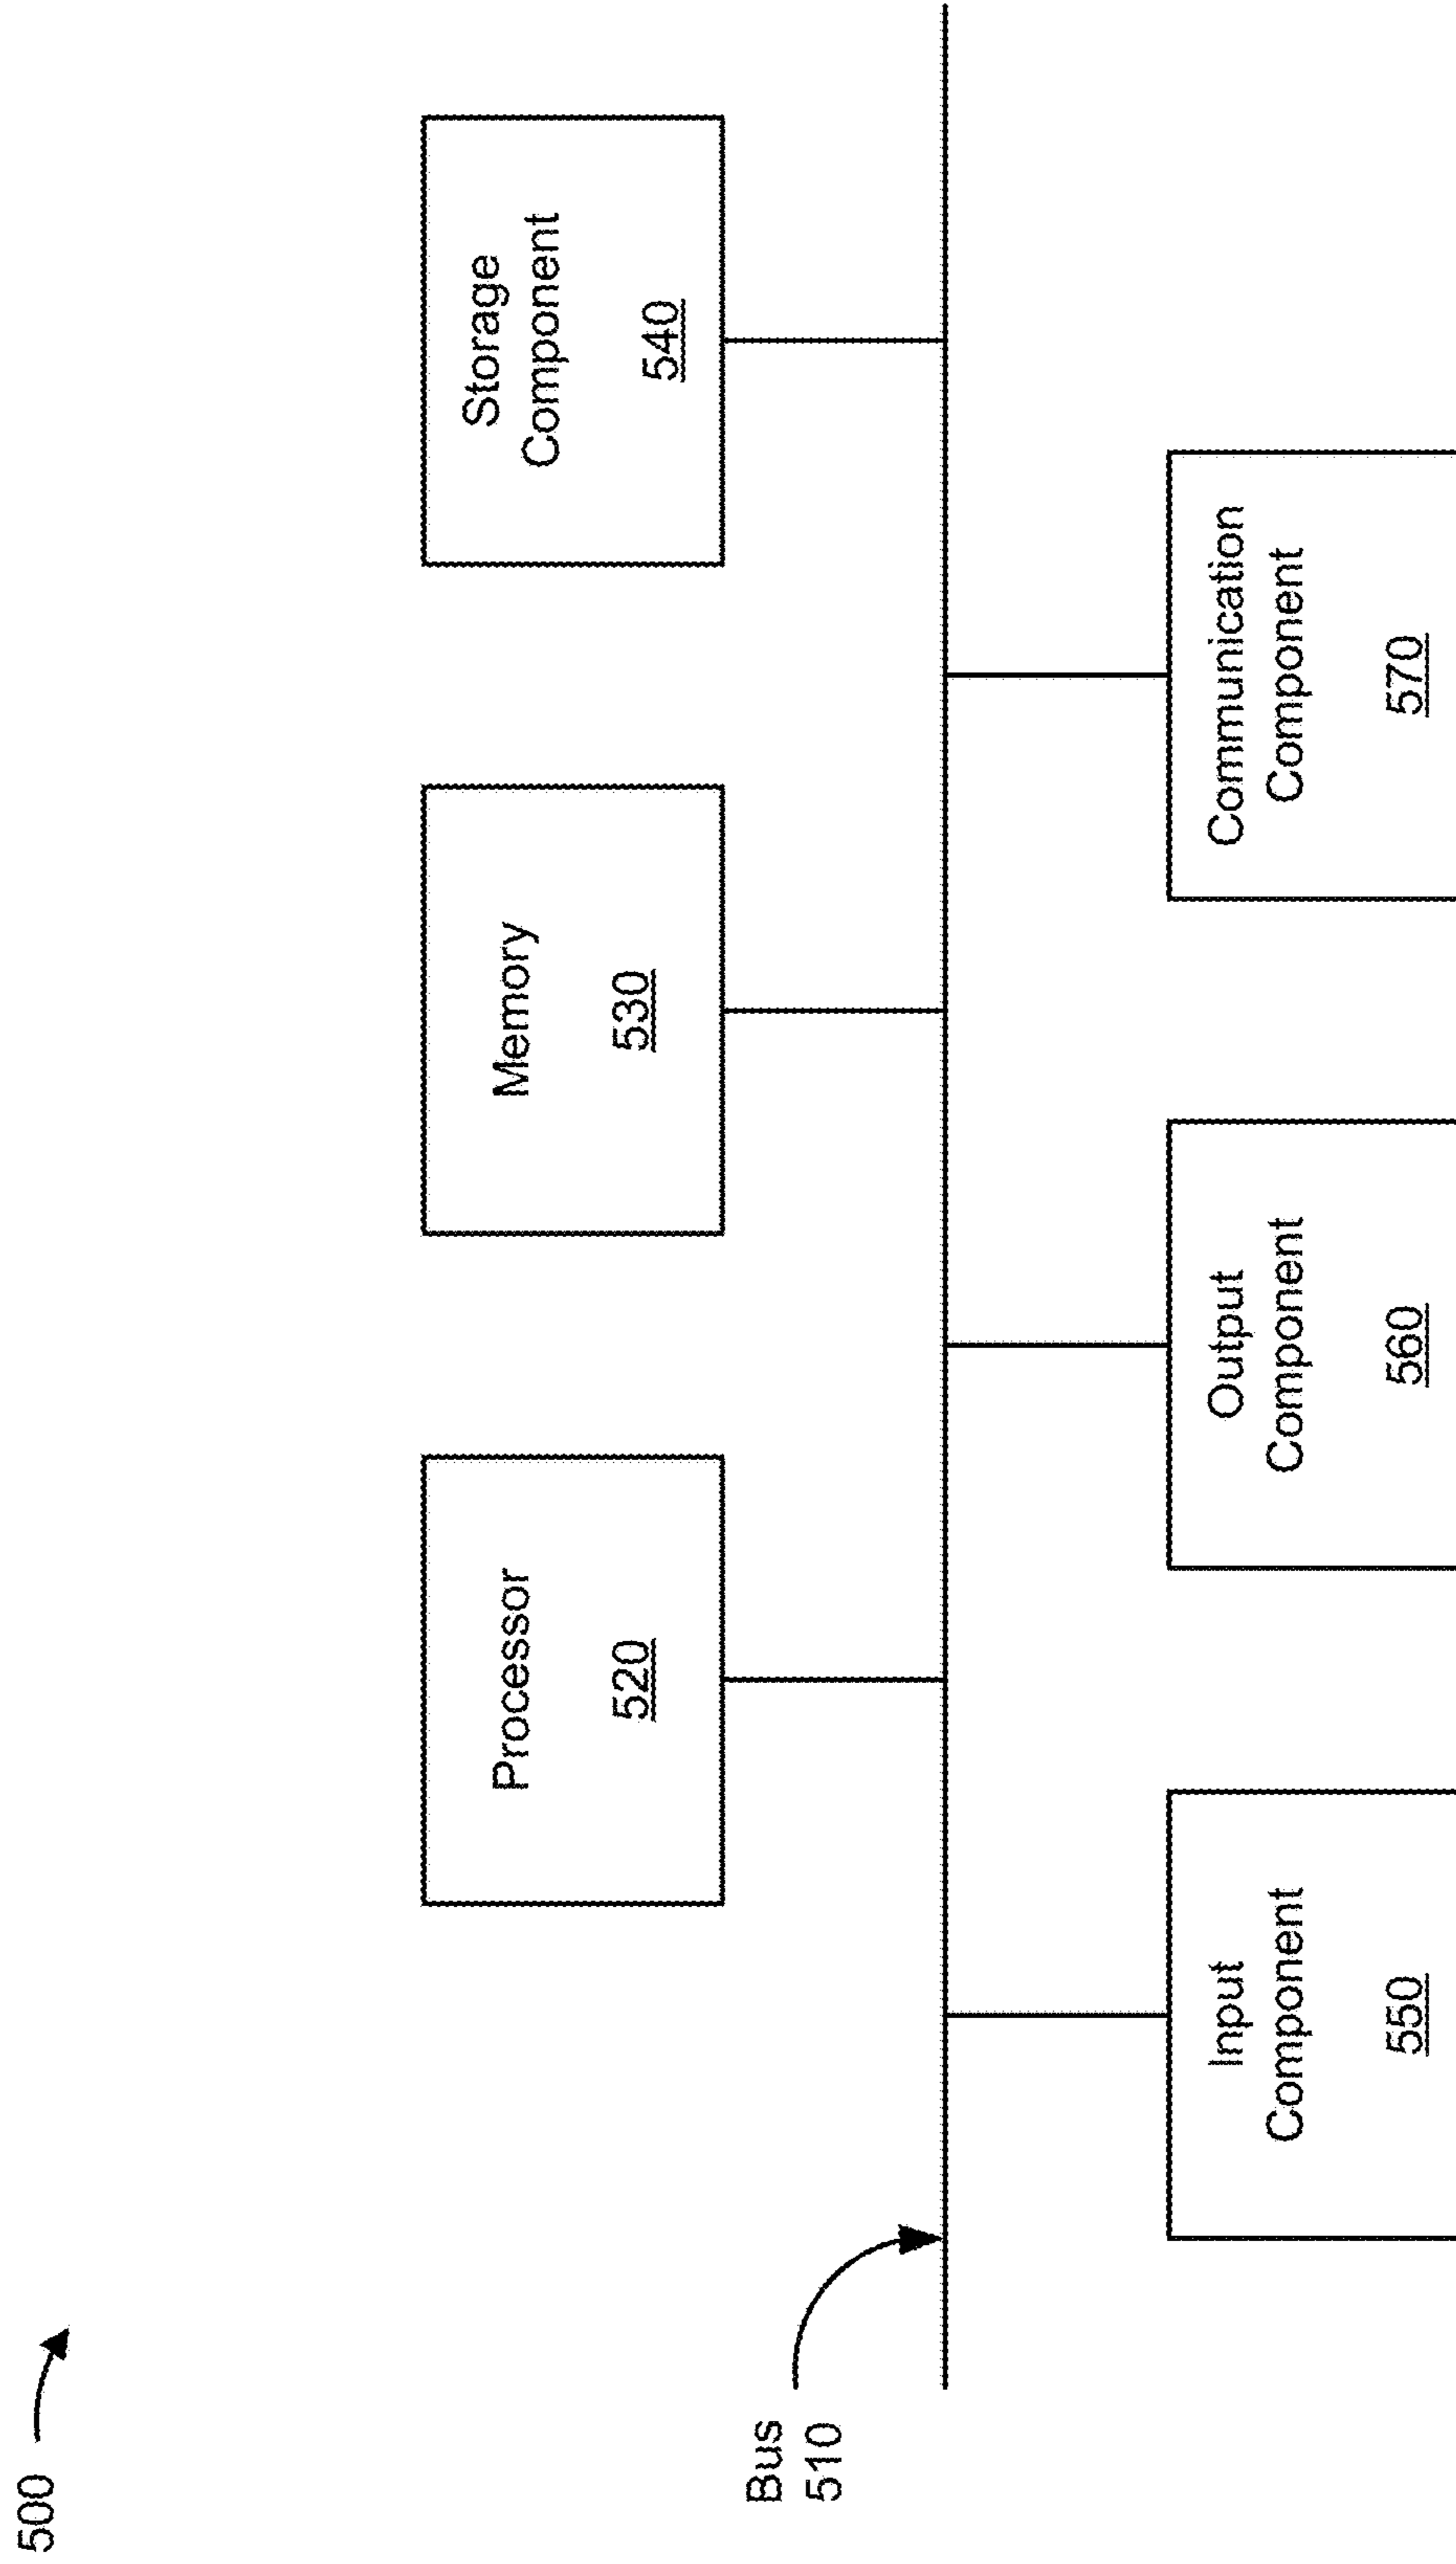 500
Processor
520
Memory
530
Storage
Component
540
Bus
510
Input
Component
550
Output
Component
560
Communication
Component
570